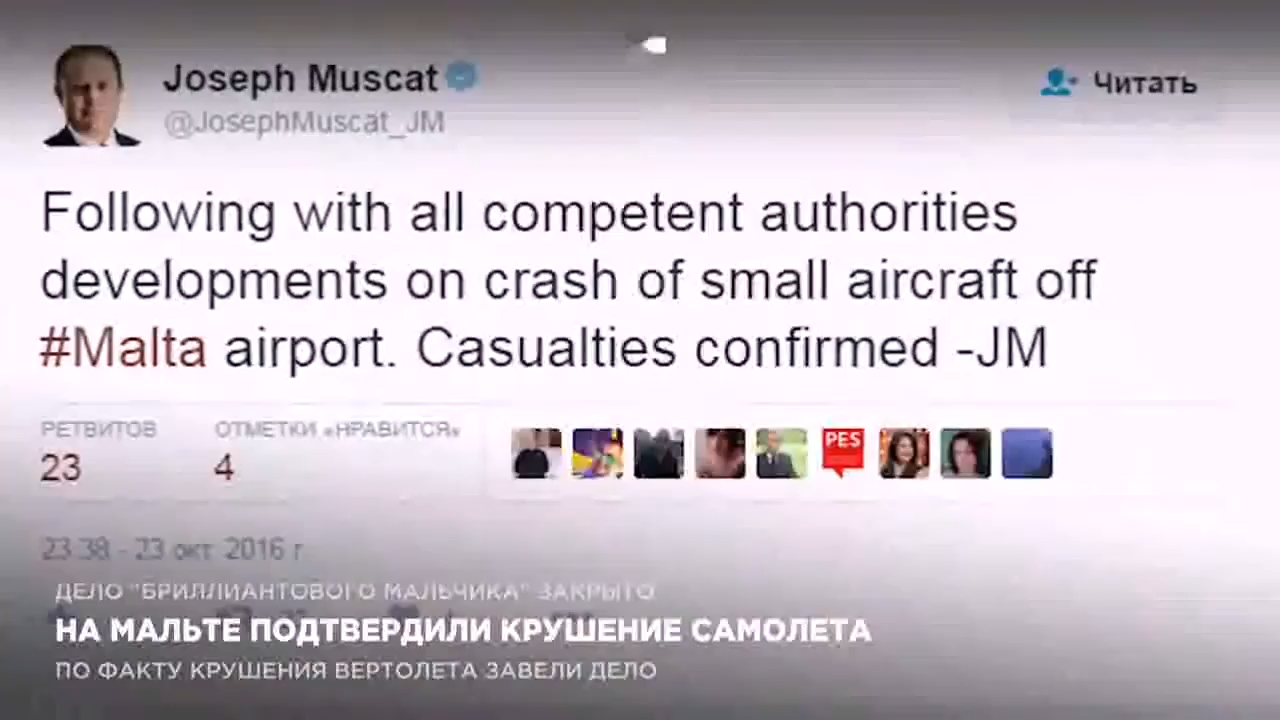 Joseph Muscat
Читать
@JosephMuscat_JM
Following with all competent authorities
developments on crash of small aircraft off
#Malta airport. Casualties confirmed -JM
РЕТВИТОВ ОТМЕТКИ «НРАВИТСЯ»
23 4
PES
23:38 - 23 окт. 2016 г.
ДЕЛО "БРИЛЛИАНТОВОГО МАЛЬЧИКА" ЗАКРЫТО
НА МАЛЬТЕ ПОДТВЕРДИЛИ КРУШЕНИЕ САМОЛЕТА
ПО ФАКТУ КРУШЕНИЯ ВЕРТОЛЕТА ЗАВЕЛИ ДЕЛО